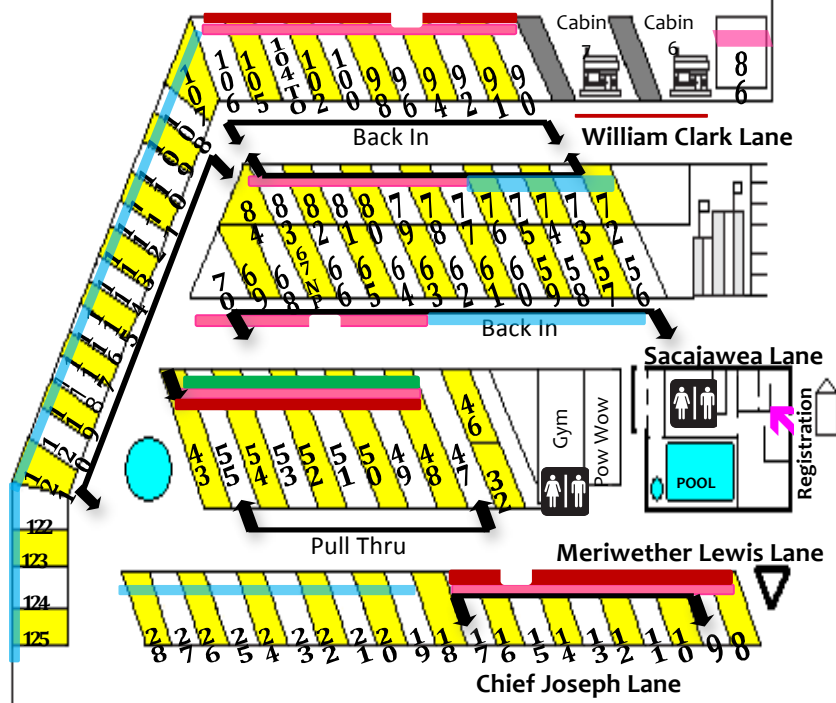 Cabin 7
Cabin 6
86
107 106 105 104TO 102 100 98 96 94 92 91 90
Back In
William Clark Lane
108
109
110
111
112
113
114
115
116
117
118
119
120
121
84 83 82 81 80 79 78 77 76 75 74 73 72
70 69 68 67NP 66 65 64 63 62 61 60 59 58 57 56
Back In
Sacajawea Lane
43 55 54 53 52 51 50 49 48 47 46
32
Gym
Pow Wow
POOL
Registration
122
123
124
125
Pull Thru
Meriwether Lewis Lane
28 27 26 25 24 23 22 21 20 19 18 17 16 15 14 13 12 11 10 9 8
Chief Joseph Lane